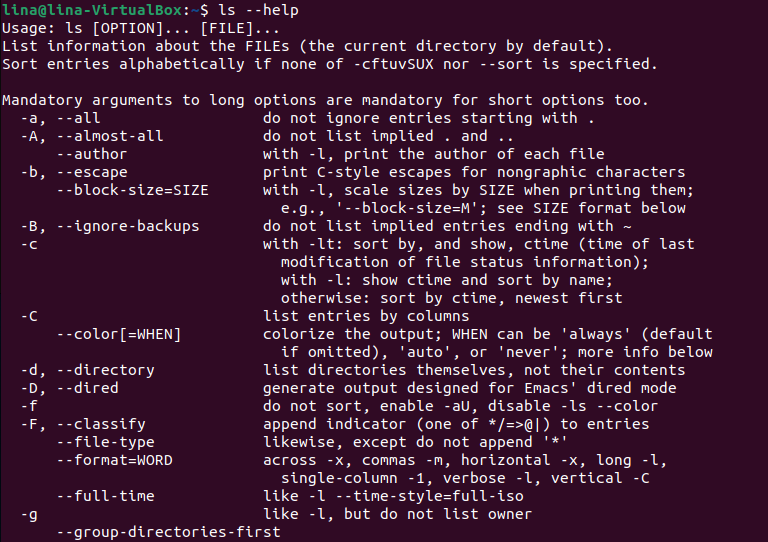 lina@lina-VirtualBox:~$ ls --help
Usage: ls [OPTION]... [FILE]...
List information about the FILEs (the current directory by default).
Sort entries alphabetically if none of -cftuvSUX nor --sort is specified.

Mandatory arguments to long options are mandatory for short options too.
  -a, --all                  do not ignore entries starting with .
  -A, --almost-all           do not list implied . and ..
      --author               with -l, print the author of each file
  -b, --escape               print C-style escapes for nongraphic characters
      --block-size=SIZE      with -l, scale sizes by SIZE when printing them;
                               e.g., '--block-size=M'; see SIZE format below
  -B, --ignore-backups       do not list implied entries ending with ~
  -c                         with -lt: sort by, and show, ctime (time of last
                               modification of file status information);
                               with -l: show ctime and sort by name;
                               otherwise: sort by ctime, newest first
  -C                         list entries by columns
      --color[=WHEN]         colorize the output; WHEN can be 'always' (default
                               if omitted), 'auto', or 'never'; more info below
  -d, --directory            list directories themselves, not their contents
  -D, --dired                generate output designed for Emacs' dired mode
  -f                         do not sort, enable -aU, disable -ls --color
  -F, --classify             append indicator (one of */=>@|) to entries
      --file-type            likewise, except do not append '*'
      --format=WORD          across -x, commas -m, horizontal -x, long -l,
                               single-column -1, verbose -l, vertical -C
      --full-time            like -l --time-style=full-iso
  -g                         like -l, but do not list owner
      --group-directories-first